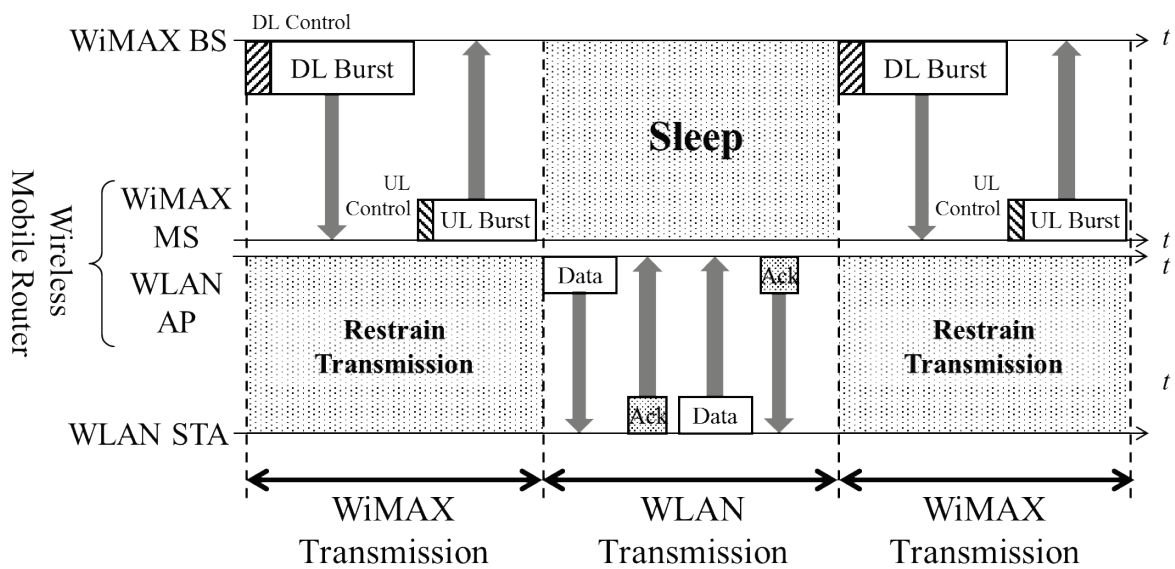 DL Control
WiMAX BS
t
DL Burst
DL Burst
Sleep
UL
Control
UL Burst
UL
Control
UL Burst
Wireless
Mobile Router
WiMAX
MS
t
t
WLAN
AP
Data
Ack
Restrain
Transmission
Restrain
Transmission
t
Ack
Data
WLAN STA
WiMAX
Transmission
WLAN
Transmission
WiMAX
Transmission